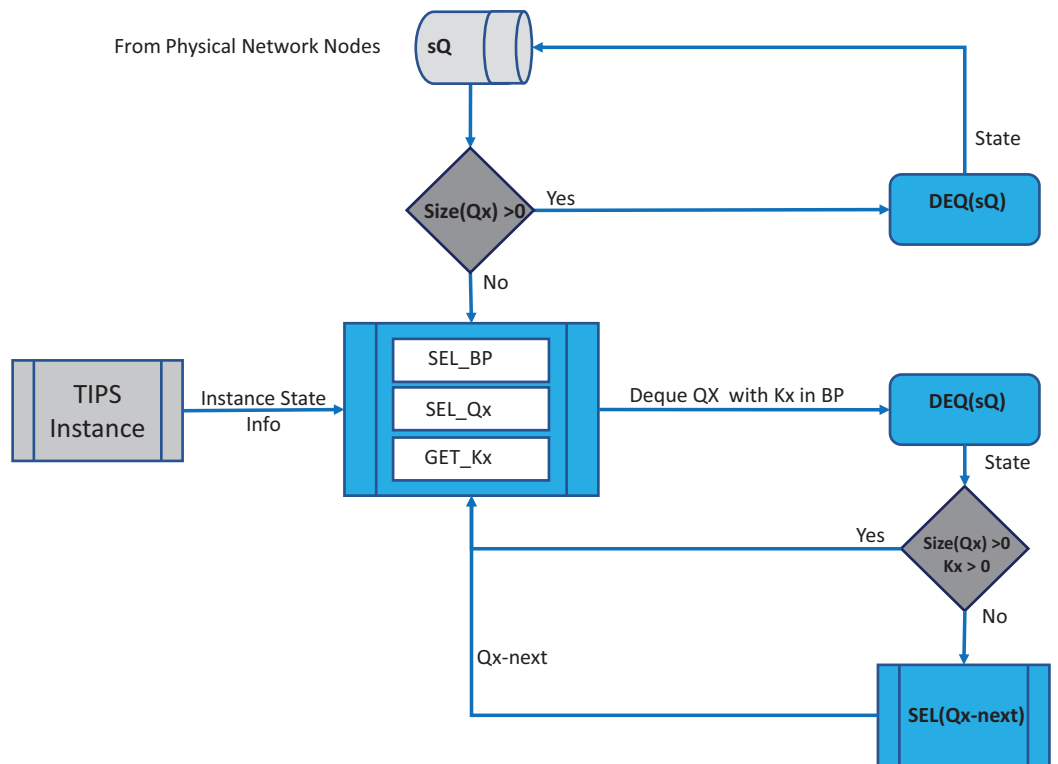 From Physical Network Nodes
sQ
State
Size(Qx) >0
Yes
DEQ(sQ)
No
TIPS
Instance
Instance State
Info
SEL_BP
SEL_Qx
GET_Kx
Deque QX  with Kx in BP
DEQ(sQ)
State
Yes
Size(Qx) >0
Kx > 0
No
Qx-next
SEL(Qx-next)